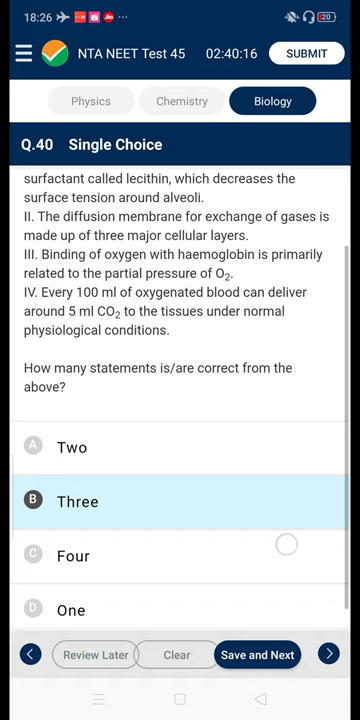 18:26
20
NTA NEET Test 45
02:40:16
SUBMIT
Physics
Chemistry
Biology
Q.40 Single Choice
surfactant called lecithin, which decreases the
surface tension around alveoli.
II. The diffusion membrane for exchange of gases is
made up of three major cellular layers.
III. Binding of oxygen with haemoglobin is primarily
related to the partial pressure of O₂.
IV. Every 100 ml of oxygenated blood can deliver
around 5 ml CO₂ to the tissues under normal
physiological conditions.
How many statements is/are correct from the
above?
A Two
B Three
C Four
D One
Review Later
Clear
Save and Next